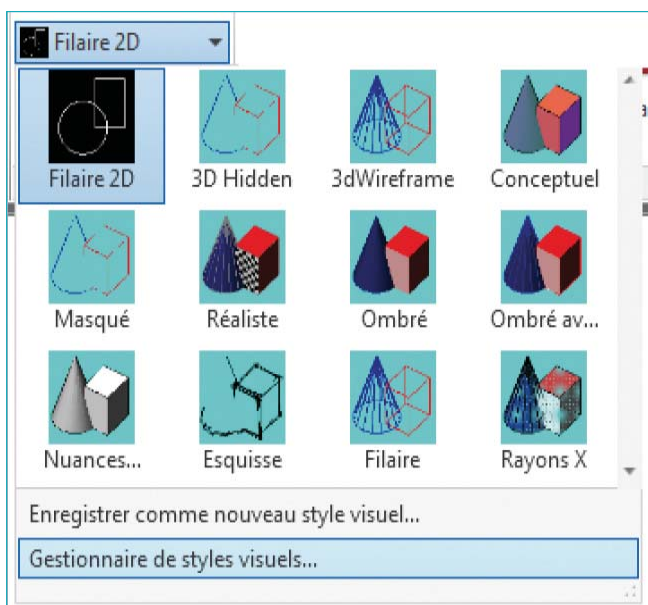 Filaire 2D
Filaire 2D 3D Hidden 3dWireframe Conceptuel
Masqué Réaliste Ombré Ombré av...
Nuances... Esquisse Filaire Rayons X
Enregistrer comme nouveau style visuel...
Gestionnaire de styles visuels...